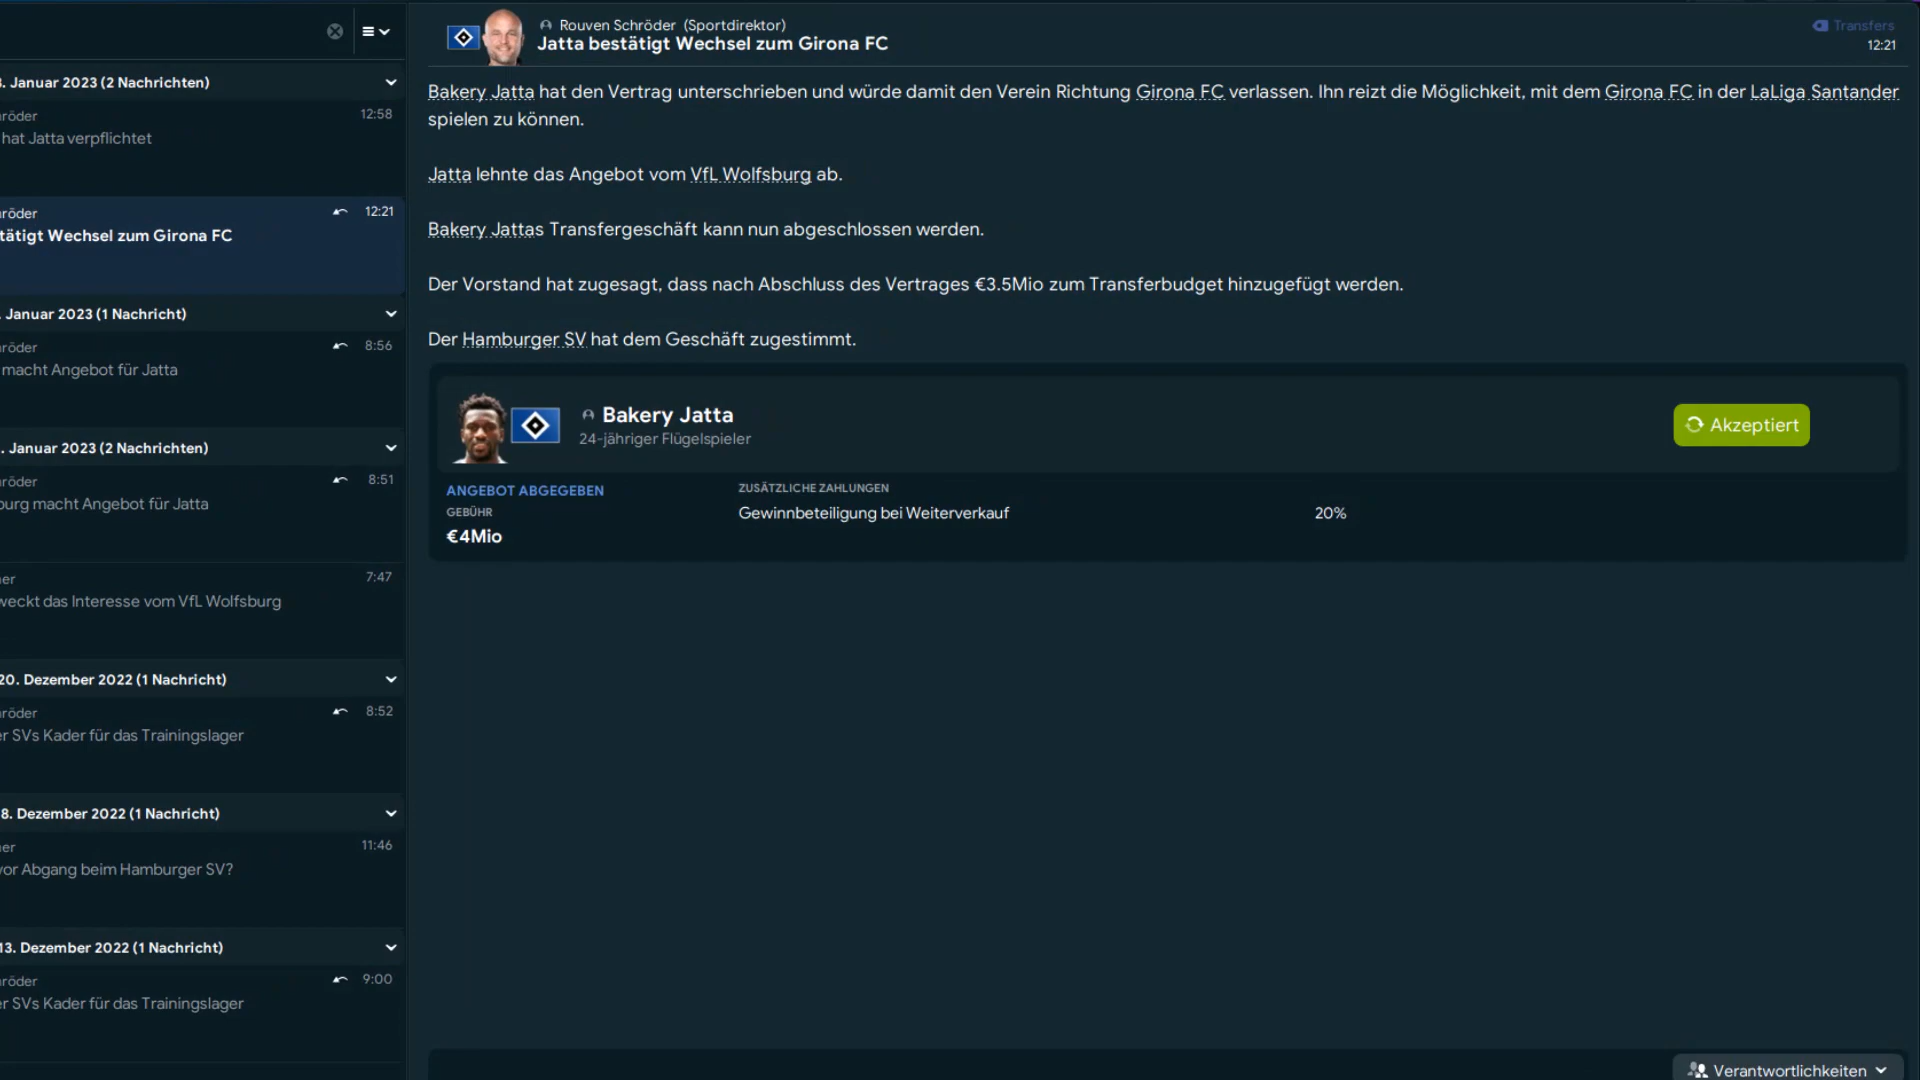 Rouven Schröder (Sportdirektor)
Jatta bestätigt Wechsel zum Girona FC
Transfers
12:21
. Januar 2023 (2 Nachrichten)
röder
12:58
hat Jatta verpflichtet
röder
12:21
tätigt Wechsel zum Girona FC
. Januar 2023 (1 Nachricht)
röder
8:56
macht Angebot für Jatta
. Januar 2023 (2 Nachrichten)
röder
8:51
burg macht Angebot für Jatta
er
7:47
weckt das Interesse vom VfL Wolfsburg
20. Dezember 2022 (1 Nachricht)
röder
8:52
er SVs Kader für das Trainingslager
8. Dezember 2022 (1 Nachricht)
er
11:46
vor Abgang beim Hamburger SV?
13. Dezember 2022 (1 Nachricht)
röder
9:00
er SVs Kader für das Trainingslager
Bakery Jatta hat den Vertrag unterschrieben und würde damit den Verein Richtung Girona FC verlassen. Ihn reizt die Möglichkeit, mit dem Girona FC in der LaLiga Santander
spielen zu können.
Jatta lehnte das Angebot vom VfL Wolfsburg ab.
Bakery Jattas Transfergeschäft kann nun abgeschlossen werden.
Der Vorstand hat zugesagt, dass nach Abschluss des Vertrages €3.5Mio zum Transferbudget hinzugefügt werden.
Der Hamburger SV hat dem Geschäft zugestimmt.
Bakery Jatta
24-jähriger Flügelspieler
Akzeptiert
ANGEBOT ABGEGEBEN
GEBÜHR
€4Mio
ZUSÄTZLICHE ZAHLUNGEN
Gewinnbeteiligung bei Weiterverkauf
20%
Verantwortlichkeiten